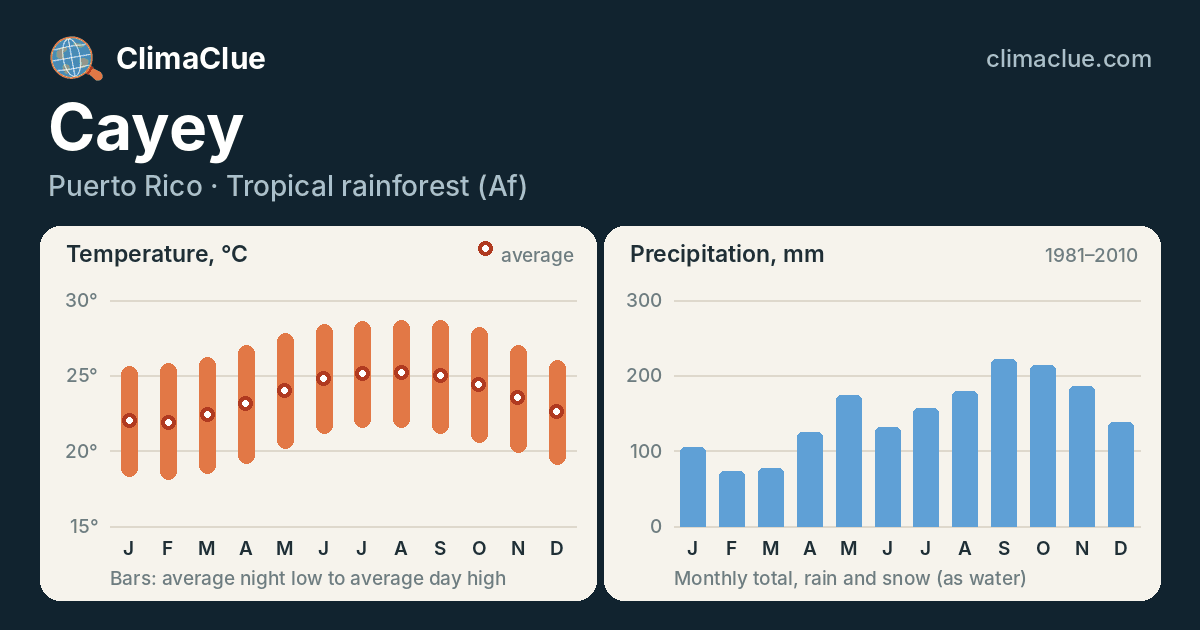 ClimaClue
climaclue.com
Cayey
Puerto Rico · Tropical rainforest (Af)
Temperature, °C
average
30°
25°
20°
15°
J F M A M J J A S O N D
Bars: average night low to average day high
Precipitation, mm
1981–2010
300
200
100
0
J F M A M J J A S O N D
Monthly total, rain and snow (as water)